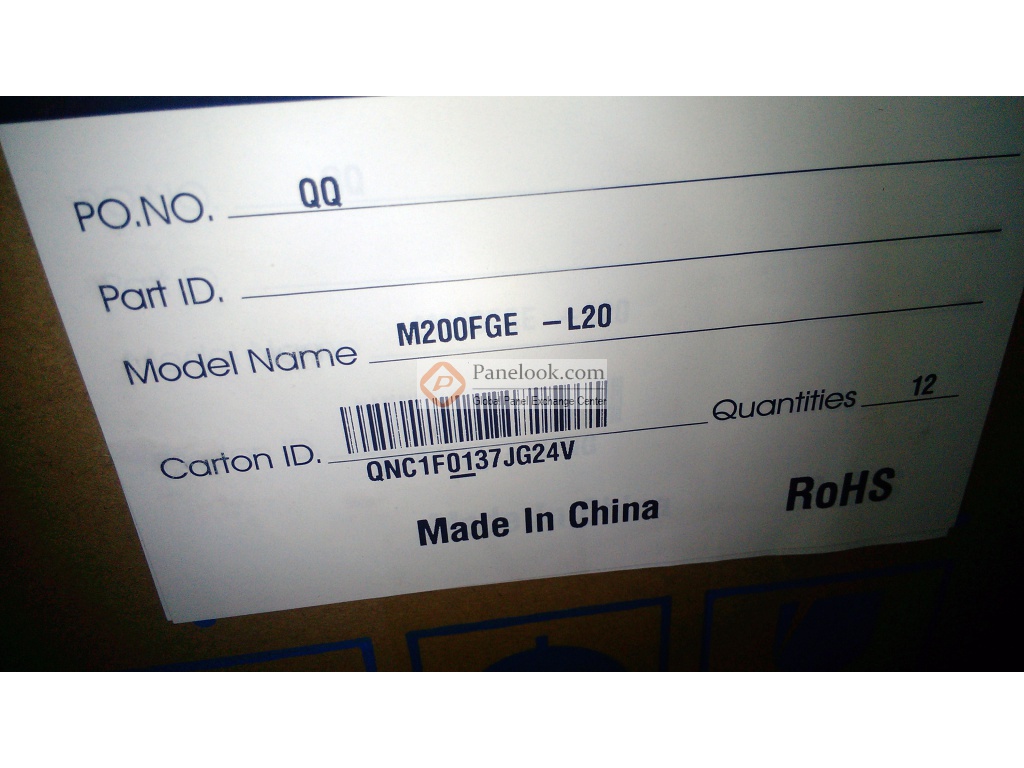 PO.NO. QQ
Part ID.
Model Name M200FGE -L20
Panelook.com
Global Panel Exchange Center
Carton ID. QNC1F0137JG24V Quantities 12
Made In China RoHS